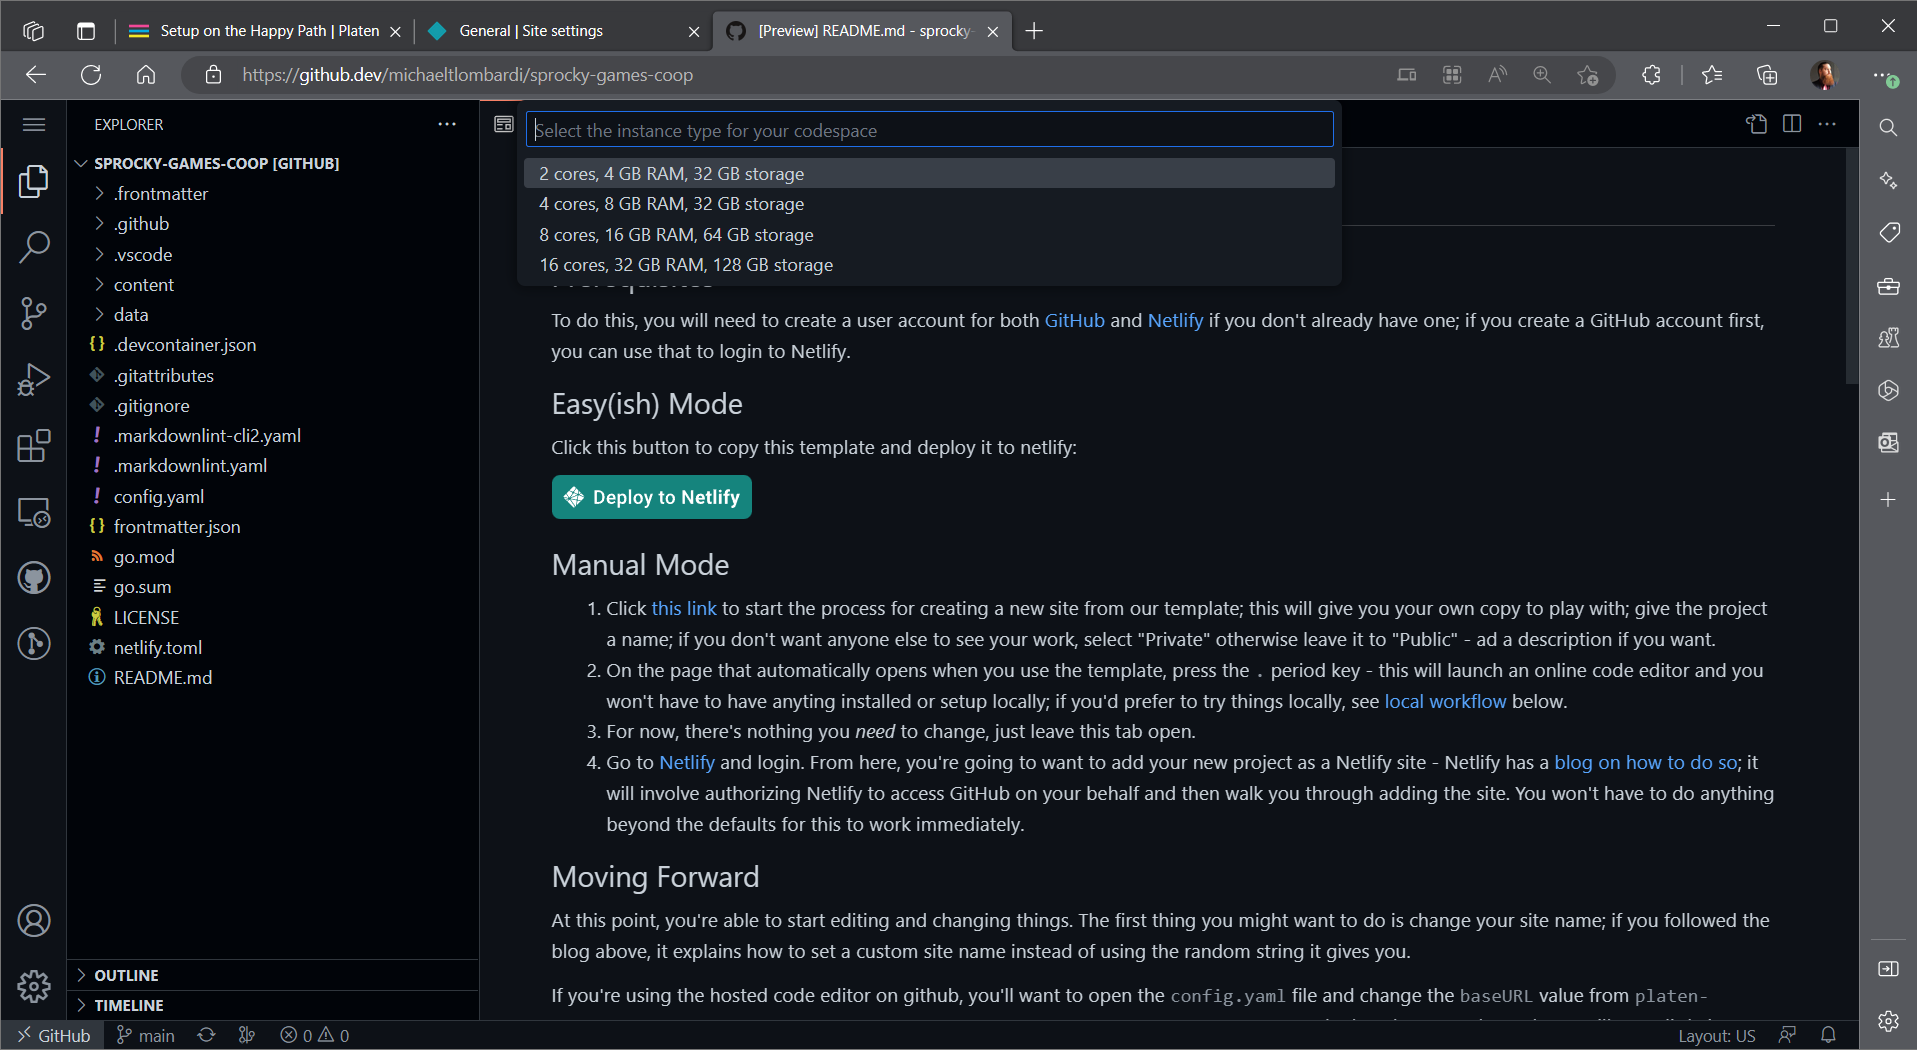 Setup on the Happy Path | Platen
General | Site settings
[Preview] README.md - sprocky-
https://github.dev/michaeltlombardi/sprocky-games-coop
EXPLORER
SPROCKY-GAMES-COOP [GITHUB]
.frontmatter
.github
.vscode
content
data
.devcontainer.json
.gitattributes
.gitignore
.markdownlint-cli2.yaml
.markdownlint.yaml
config.yaml
frontmatter.json
go.mod
go.sum
LICENSE
netlify.toml
README.md
OUTLINE
TIMELINE
Select the instance type for your codespace
2 cores, 4 GB RAM, 32 GB storage
4 cores, 8 GB RAM, 32 GB storage
8 cores, 16 GB RAM, 64 GB storage
16 cores, 32 GB RAM, 128 GB storage
To do this, you will need to create a user account for both GitHub and Netlify if you don't already have one; if you create a GitHub account first,
you can use that to login to Netlify.
Easy(ish) Mode
Click this button to copy this template and deploy it to netlify:
Deploy to Netlify
Manual Mode
1. Click this link to start the process for creating a new site from our template; this will give you your own copy to play with; give the project
a name; if you don't want anyone else to see your work, select "Private" otherwise leave it to "Public" - ad a description if you want.
2. On the page that automatically opens when you use the template, press the . period key - this will launch an online code editor and you
won't have to have anyting installed or setup locally; if you'd prefer to try things locally, see local workflow below.
3. For now, there's nothing you need to change, just leave this tab open.
4. Go to Netlify and login. From here, you're going to want to add your new project as a Netlify site - Netlify has a blog on how to do so; it
will involve authorizing Netlify to access GitHub on your behalf and then walk you through adding the site. You won't have to do anything
beyond the defaults for this to work immediately.
Moving Forward
At this point, you're able to start editing and changing things. The first thing you might want to do is change your site name; if you followed the
blog above, it explains how to set a custom site name instead of using the random string it gives you.
If you're using the hosted code editor on github, you'll want to open the config.yaml file and change the baseURL value from platen-
GitHub
main
0
0
Layout: US